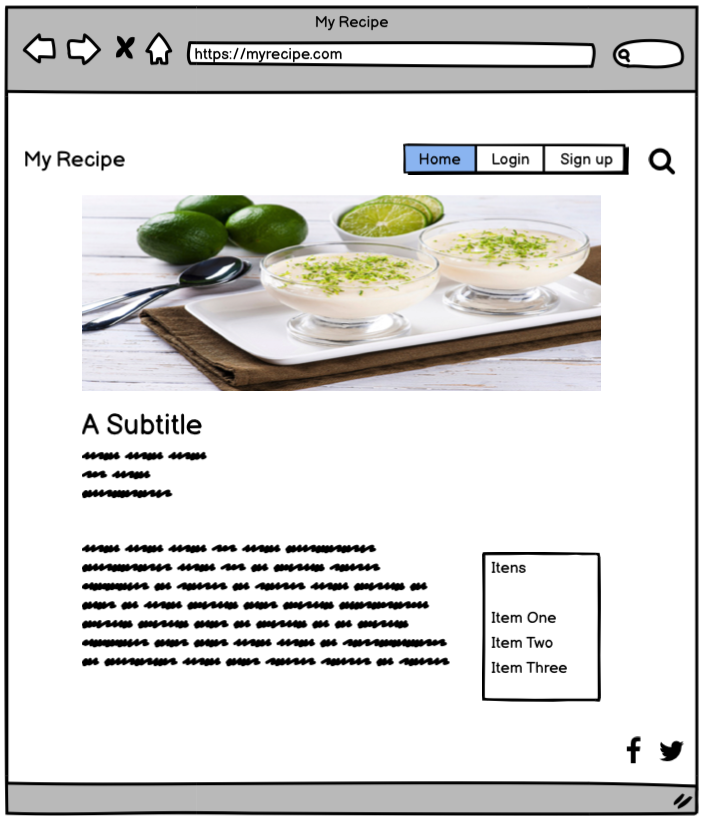 My Recipe
https://myrecipe.com
My Recipe
Home Login Sign up
A Subtitle
Itens
Item One
Item Two
Item Three